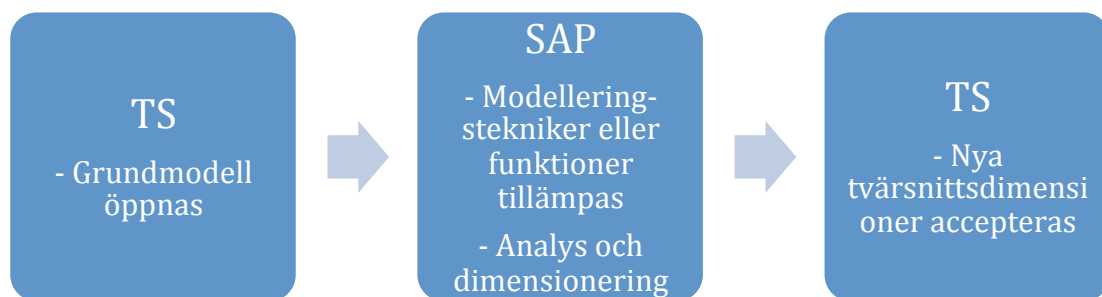 TS
- Grundmodell
öppnas
SAP
- Modellering-
stekniker eller
funktioner
tillämpas
- Analys och
dimensionering
TS
- Nya
tvärsnittsdimensi
oner accepteras